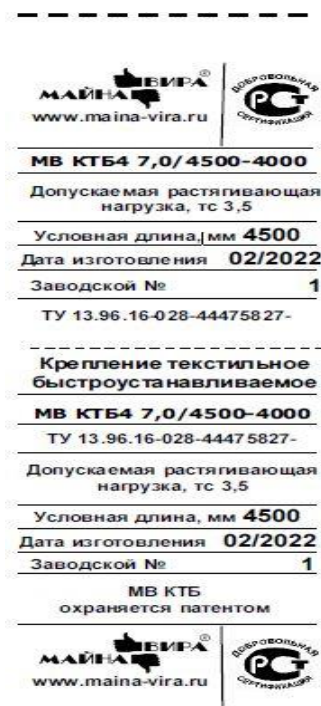 МАЙНА ВИРА®
ДОБРОВОЛЬНАЯ
РСТ
СЕРТИФИКАЦИЯ
www.maina-vira.ru
МВ КТБ4 7,0/4500-4000
Допускаемая растягивающая
нагрузка, тс 3,5
Условная длина, мм 4500
Дата изготовления 02/2022
Заводской № 1
ТУ 13.96.16-028-44475827-
Крепление текстильное
быстроустанавливаемое
МВ КТБ4 7,0/4500-4000
ТУ 13.96.16-028-44475827-
Допускаемая растягивающая
нагрузка, тс 3,5
Условная длина, мм 4500
Дата изготовления 02/2022
Заводской № 1
МВ КТБ
охраняется патентом
МАЙНА ВИРА®
ДОБРОВОЛЬНАЯ
РСТ
СЕРТИФИКАЦИЯ
www.maina-vira.ru